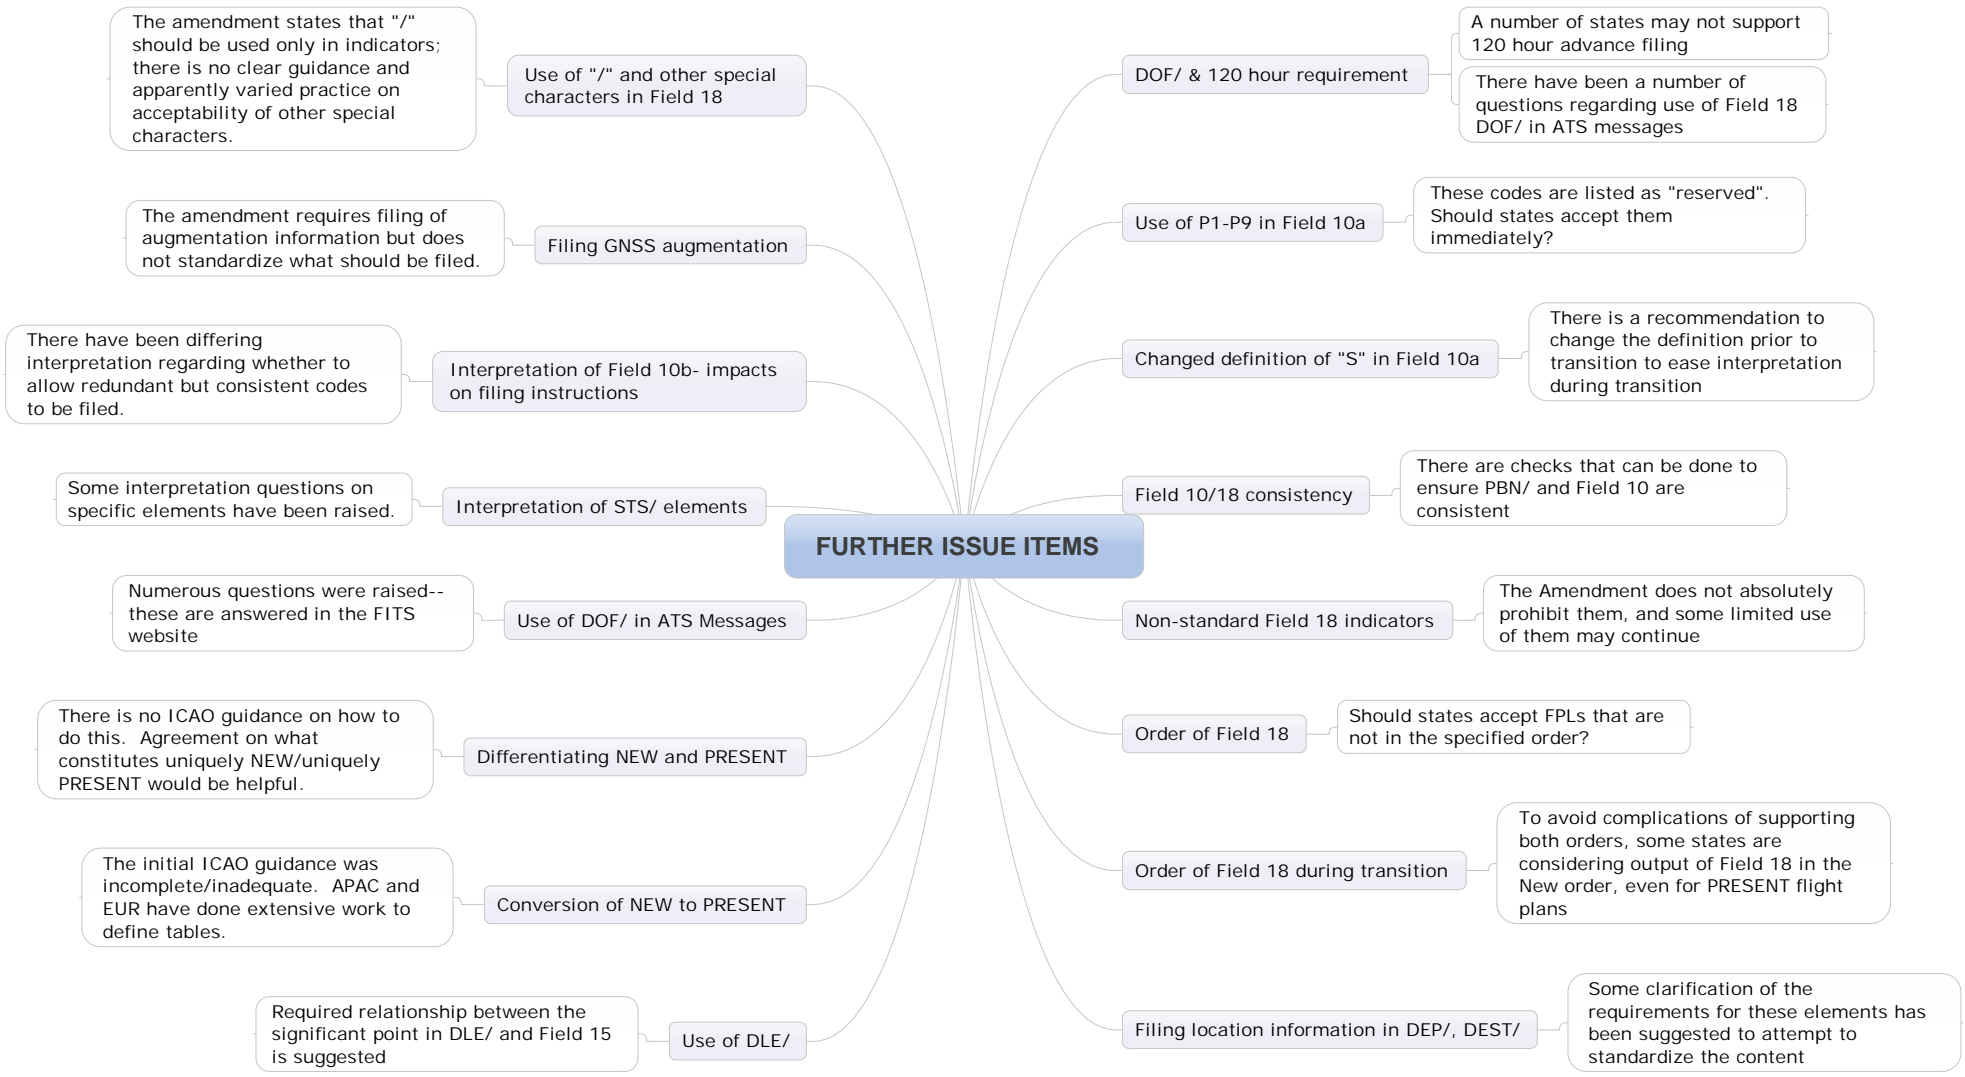 FURTHER ISSUE ITEMS
The amendment states that "/"
should be used only in indicators;
there is no clear guidance and
apparently varied practice on
acceptability of other special
characters.
Use of "/" and other special
characters in Field 18
The amendment requires filing of
augmentation information but does
not standardize what should be filed.
Filing GNSS augmentation
There have been differing
interpretation regarding whether to
allow redundant but consistent codes
to be filed.
Interpretation of Field 10b- impacts
on filing instructions
Some interpretation questions on
specific elements have been raised.
Interpretation of STS/ elements
Numerous questions were raised--
these are answered in the FITS
website
Use of DOF/ in ATS Messages
There is no ICAO guidance on how to
do this.  Agreement on what
constitutes uniquely NEW/uniquely
PRESENT would be helpful.
Differentiating NEW and PRESENT
The initial ICAO guidance was
incomplete/inadequate.  APAC and
EUR have done extensive work to
define tables.
Conversion of NEW to PRESENT
Required relationship between the
significant point in DLE/ and Field 15
is suggested
Use of DLE/
DOF/ & 120 hour requirement
A number of states may not support
120 hour advance filing
There have been a number of
questions regarding use of Field 18
DOF/ in ATS messages
Use of P1-P9 in Field 10a
These codes are listed as "reserved".
Should states accept them
immediately?
Changed definition of "S" in Field 10a
There is a recommendation to
change the definition prior to
transition to ease interpretation
during transition
Field 10/18 consistency
There are checks that can be done to
ensure PBN/ and Field 10 are
consistent
Non-standard Field 18 indicators
The Amendment does not absolutely
prohibit them, and some limited use
of them may continue
Order of Field 18
Should states accept FPLs that are
not in the specified order?
Order of Field 18 during transition
To avoid complications of supporting
both orders, some states are
considering output of Field 18 in the
New order, even for PRESENT flight
plans
Filing location information in DEP/, DEST/
Some clarification of the
requirements for these elements has
been suggested to attempt to
standardize the content